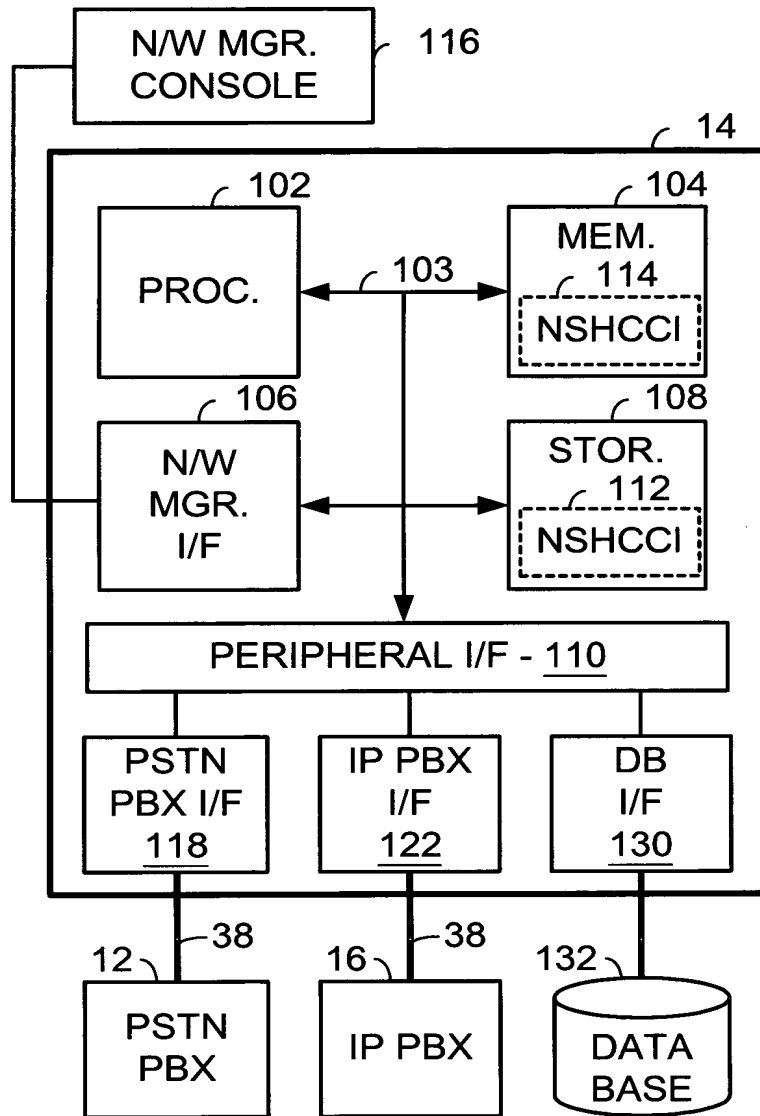 N/W MGR.
CONSOLE
116
14
102
PROC.
103
104
MEM.
114
NSHCCI
106
N/W
MGR.
I/F
108
STOR.
112
NSHCCI
PERIPHERAL I/F - 110
PSTN
PBX I/F
118
IP PBX
I/F
122
DB
I/F
130
38
38
12
PSTN
PBX
16
IP PBX
132
DATA
BASE